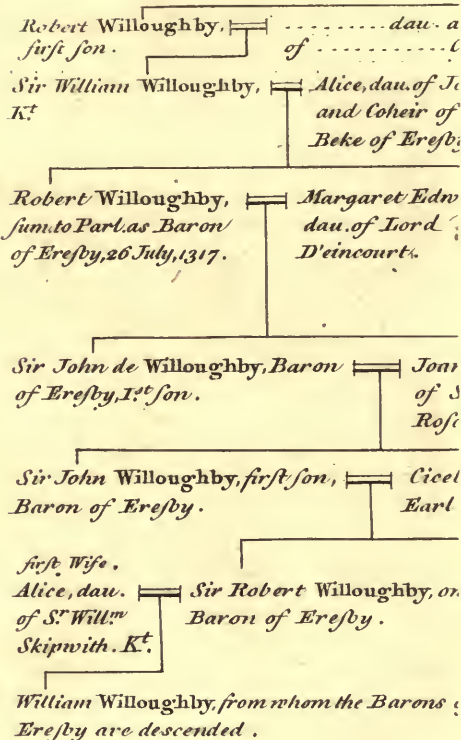 Robert Willoughby, ......... dau. a
firſt ſon. of ..........
Sir William Willoughby, Alice, dau. of Jo
K.t and Coheir of
Beke of Ereſby
Robert Willoughby, Margaret Edw
ſum. to Parl. as Baron dau. of Lord
of Ereſby, 26 July, 1317. D'eincourt.
Sir John de Willoughby, Baron Joan
of Ereſby, 1.st ſon. of S
Roſc
Sir John Willoughby, firſt ſon, Cicel
Baron of Ereſby. Earl
firſt Wife.
Alice, dau. Sir Robert Willoughby, on
of S.r Will.m Baron of Ereſby.
Skipwith. K.t
William Willoughby, from whom the Barons
Ereſby are descended.